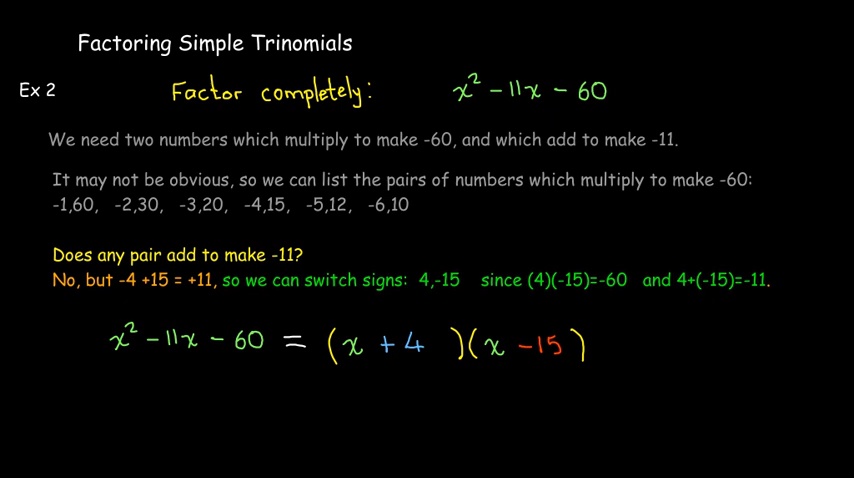 Factoring Simple Trinomials
Ex 2 Factor completely: x² - 11x - 60
We need two numbers which multiply to make -60, and which add to make -11.
It may not be obvious, so we can list the pairs of numbers which multiply to make -60:
-1,60, -2,30, -3,20, -4,15, -5,12, -6,10
Does any pair add to make -11?
No, but -4 +15 = +11, so we can switch signs: 4,-15 since (4)(-15)=-60 and 4+(-15)=-11.
x² - 11x - 60 = (x + 4 )(x - 15 )